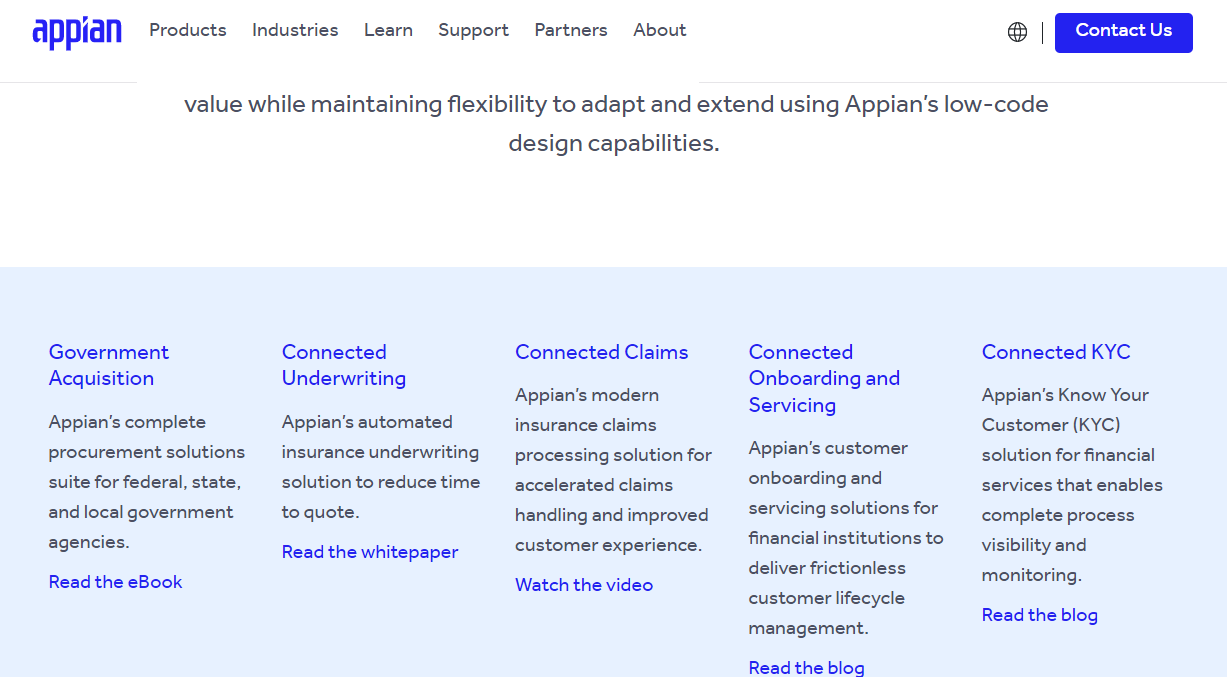 appian
Products Industries Learn Support Partners About
Contact Us
value while maintaining flexibility to adapt and extend using Appian’s low-code
design capabilities.
Government
Acquisition
Appian’s complete
procurement solutions
suite for federal, state,
and local government
agencies.
Read the eBook
Connected
Underwriting
Appian’s automated
insurance underwriting
solution to reduce time
to quote.
Read the whitepaper
Connected Claims
Appian’s modern
insurance claims
processing solution for
accelerated claims
handling and improved
customer experience.
Watch the video
Connected
Onboarding and
Servicing
Appian’s customer
onboarding and
servicing solutions for
financial institutions to
deliver frictionless
customer lifecycle
management.
Read the blog
Connected KYC
Appian’s Know Your
Customer (KYC)
solution for financial
services that enables
complete process
visibility and
monitoring.
Read the blog